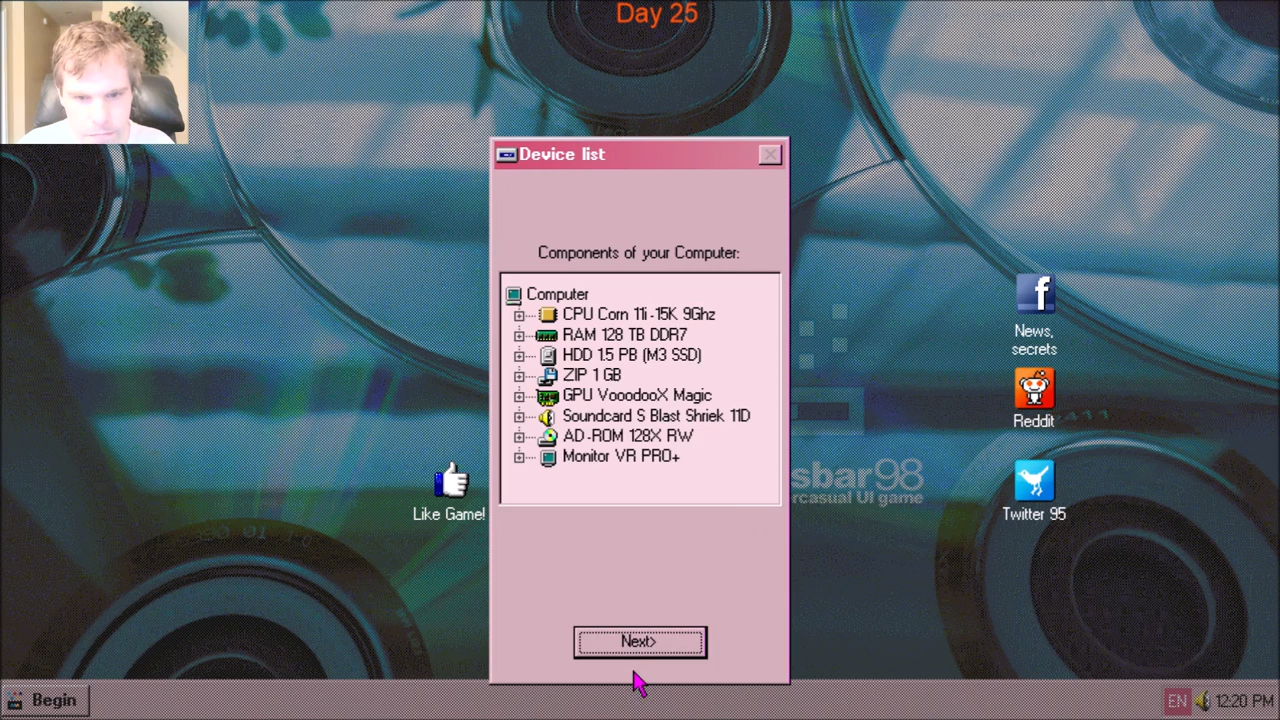 Day 25
Device list
Components of your Computer:
Computer
CPU Corn 11i-15K 9Ghz
RAM 128 TB DDR7
HDD 1.5 PB (M3 SSD)
ZIP 1 GB
GPU VooodooX Magic
Soundcard S Blast Shriek 11D
AD-ROM 128X RW
Monitor VR PRO+
Next>
Like Game!
News,
secrets
Reddit
Twitter 95
sbar98
rcasual UI game
Begin
EN
12:20 PM